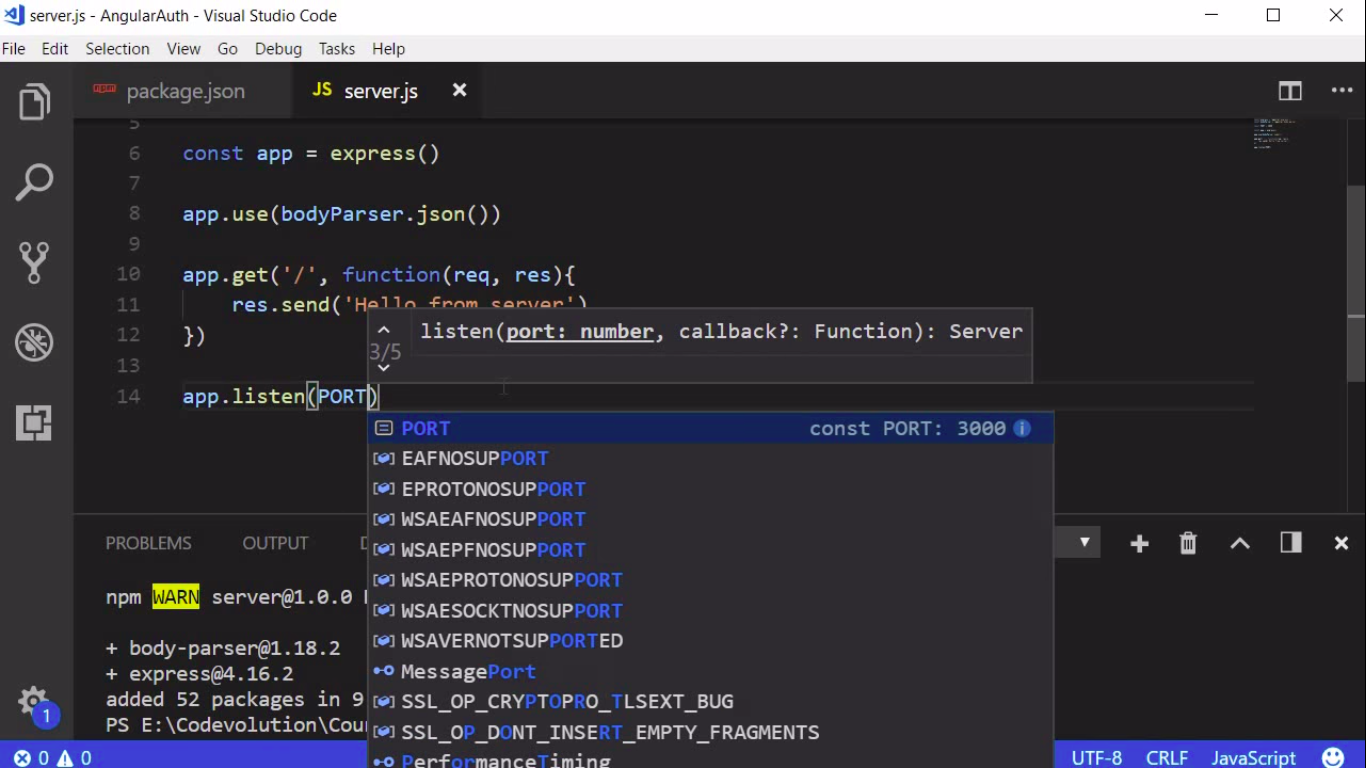 server.js - AngularAuth - Visual Studio Code
File Edit Selection View Go Debug Tasks Help
npm package.json JS server.js
5
6 const app = express()
7
8 app.use(bodyParser.json())
9
10 app.get('/', function(req, res){
11 res.send('Hello from server')
12 })
listen(port: number, callback?: Function): Server
3/5
13
14 app.listen(PORT)
PORT const PORT: 3000
EAFNOSUPPORT
EPROTONOSUPPORT
WSAEAFNOSUPPORT
WSAEPFNOSUPPORT
WSAEPROTONOSUPPORT
WSAESOCKTNOSUPPORT
WSAVERNOTSUPPORTED
MessagePort
SSL_OP_CRYPTOPRO_TLSEXT_BUG
SSL_OP_DONT_INSERT_EMPTY_FRAGMENTS
PerformanceTiming
PROBLEMS OUTPUT
npm WARN server@1.0.0
+ body-parser@1.18.2
+ express@4.16.2
added 52 packages in 9
PS E:\Codevolution\Cou
1
0 0 UTF-8 CRLF JavaScript